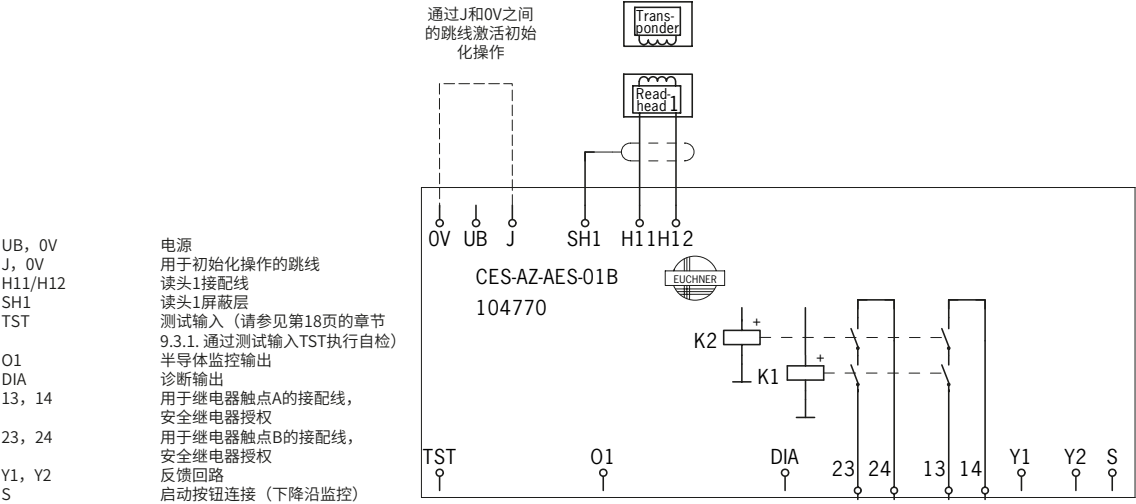 通过J和0V之间
的跳线激活初始
化操作
Trans-
ponder
Read-
head 1
0V UB J SH1 H11 H12
CES-AZ-AES-01B
104770
EUCHNER
K2 +
K1 +
TST O1 DIA 23 24 13 14 Y1 Y2 S
UB，0V 电源
J，0V 用于初始化操作的跳线
H11/H12 读头1接配线
SH1 读头1屏蔽层
TST 测试输入（请参见第18页的章节
9.3.1. 通过测试输入TST执行自检）
O1 半导体监控输出
DIA 诊断输出
13，14 用于继电器触点A的接配线，
安全继电器授权
23，24 用于继电器触点B的接配线，
安全继电器授权
Y1，Y2 反馈回路
S 启动按钮连接（下降沿监控）